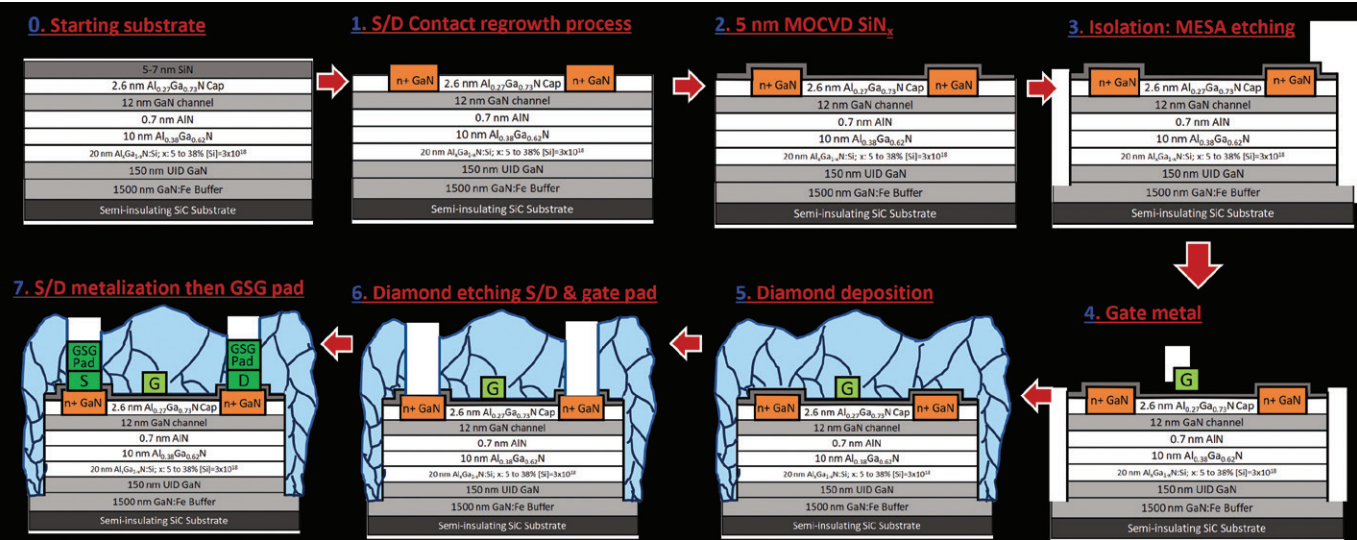 0. Starting substrate
5-7 nm SiN
2.6 nm Al₀.₂₇Ga₀.₇₃N Cap
12 nm GaN channel
0.7 nm AlN
10 nm Al₀.₃₈Ga₀.₆₂N
20 nm AlₓGa₁₋ₓN:Si; x: 5 to 38% [Si]=3x10¹⁸
150 nm UID GaN
1500 nm GaN:Fe Buffer
Semi-insulating SiC Substrate
1. S/D Contact regrowth process
n+ GaN 2.6 nm Al₀.₂₇Ga₀.₇₃N Cap n+ GaN
12 nm GaN channel
0.7 nm AlN
10 nm Al₀.₃₈Ga₀.₆₂N
20 nm AlₓGa₁₋ₓN:Si; x: 5 to 38% [Si]=3x10¹⁸
150 nm UID GaN
1500 nm GaN:Fe Buffer
Semi-insulating SiC Substrate
2. 5 nm MOCVD SiNₓ
n+ GaN 2.6 nm Al₀.₂₇Ga₀.₇₃N Cap n+ GaN
12 nm GaN channel
0.7 nm AlN
10 nm Al₀.₃₈Ga₀.₆₂N
20 nm AlₓGa₁₋ₓN:Si; x: 5 to 38% [Si]=3x10¹⁸
150 nm UID GaN
1500 nm GaN:Fe Buffer
Semi-insulating SiC Substrate
3. Isolation: MESA etching
n+ GaN 2.6 nm Al₀.₂₇Ga₀.₇₃N Cap n+ GaN
12 nm GaN channel
0.7 nm AlN
10 nm Al₀.₃₈Ga₀.₆₂N
20 nm AlₓGa₁₋ₓN:Si; x: 5 to 38% [Si]=3x10¹⁸
150 nm UID GaN
1500 nm GaN:Fe Buffer
Semi-insulating SiC Substrate
4. Gate metal
G
n+ GaN 2.6 nm Al₀.₂₇Ga₀.₇₃N Cap n+ GaN
12 nm GaN channel
0.7 nm AlN
10 nm Al₀.₃₈Ga₀.₆₂N
20 nm AlₓGa₁₋ₓN:Si; x: 5 to 38% [Si]=3x10¹⁸
150 nm UID GaN
1500 nm GaN:Fe Buffer
Semi-insulating SiC Substrate
5. Diamond deposition
G
n+ GaN 2.6 nm Al₀.₂₇Ga₀.₇₃N Cap n+ GaN
12 nm GaN channel
0.7 nm AlN
10 nm Al₀.₃₈Ga₀.₆₂N
20 nm AlₓGa₁₋ₓN:Si; x: 5 to 38% [Si]=3x10¹⁸
150 nm UID GaN
1500 nm GaN:Fe Buffer
Semi-insulating SiC Substrate
6. Diamond etching S/D & gate pad
G
n+ GaN 2.6 nm Al₀.₂₇Ga₀.₇₃N Cap n+ GaN
12 nm GaN channel
0.7 nm AlN
10 nm Al₀.₃₈Ga₀.₆₂N
20 nm AlₓGa₁₋ₓN:Si; x: 5 to 38% [Si]=3x10¹⁸
150 nm UID GaN
1500 nm GaN:Fe Buffer
Semi-insulating SiC Substrate
7. S/D metalization then GSG pad
GSG GSG
Pad Pad
S G D
n+ GaN 2.6 nm Al₀.₂₇Ga₀.₇₃N Cap n+ GaN
12 nm GaN channel
0.7 nm AlN
10 nm Al₀.₃₈Ga₀.₆₂N
20 nm AlₓGa₁₋ₓN:Si; x: 5 to 38% [Si]=3x10¹⁸
150 nm UID GaN
1500 nm GaN:Fe Buffer
Semi-insulating SiC Substrate